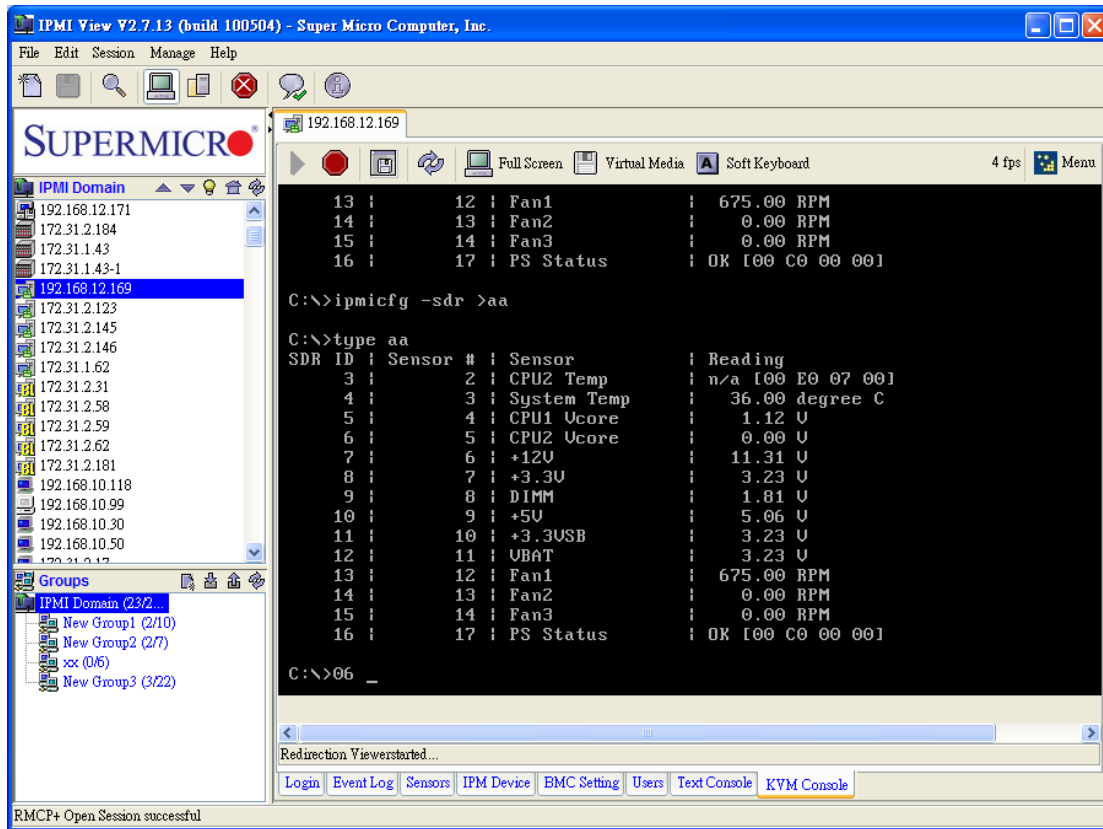 IPMI View V2.7.13 (build 100504) - Super Micro Computer, Inc.
File Edit Session Manage Help
SUPERMICRO
IPMI Domain
192.168.12.171
172.31.2.184
172.31.1.43
172.31.1.43-1
192.168.12.169
172.31.2.123
172.31.2.145
172.31.2.146
172.31.1.62
172.31.2.31
172.31.2.58
172.31.2.59
172.31.2.62
172.31.2.181
192.168.10.118
192.168.10.99
192.168.10.30
192.168.10.50
Groups
IPMI Domain (23/2...
New Group1 (2/10)
New Group2 (2/7)
xx (0/6)
New Group3 (3/22)
192.168.12.169
Full Screen Virtual Media A Soft Keyboard 4 fps Menu
13 | 12 | Fan1 | 675.00 RPM
14 | 13 | Fan2 | 0.00 RPM
15 | 14 | Fan3 | 0.00 RPM
16 | 17 | PS Status | OK [00 C0 00 00]
C:\>ipmicfg -sdr >aa
C:\>type aa
SDR ID | Sensor # | Sensor | Reading
3 | 2 | CPU2 Temp | n/a [00 E0 07 00]
4 | 3 | System Temp | 36.00 degree C
5 | 4 | CPU1 Vcore | 1.12 V
6 | 5 | CPU2 Vcore | 0.00 V
7 | 6 | +12V | 11.31 V
8 | 7 | +3.3V | 3.23 V
9 | 8 | DIMM | 1.81 V
10 | 9 | +5V | 5.06 V
11 | 10 | +3.3VSB | 3.23 V
12 | 11 | VBAT | 3.23 V
13 | 12 | Fan1 | 675.00 RPM
14 | 13 | Fan2 | 0.00 RPM
15 | 14 | Fan3 | 0.00 RPM
16 | 17 | PS Status | OK [00 C0 00 00]
C:\>06 _
Redirection Viewerstarted...
Login Event Log Sensors IPM Device BMC Setting Users Text Console KVM Console
RMCP+ Open Session successful